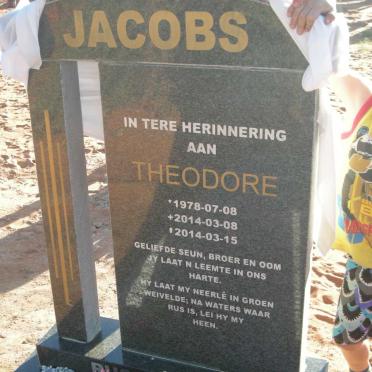 JACOBS
IN TERE HERINNERING
AAN
THEODORE
*1978-07-08
+2014-03-08
2014-03-15
GELIEFDE SEUN, BROER EN OOM
JY LAAT N LEEMTE IN ONS
HARTE.
HY LAAT MY NEERLÊ IN GROEN
WEIVELDE; NA WATERS WAAR
RUS IS, LEI HY MY
HEEN.